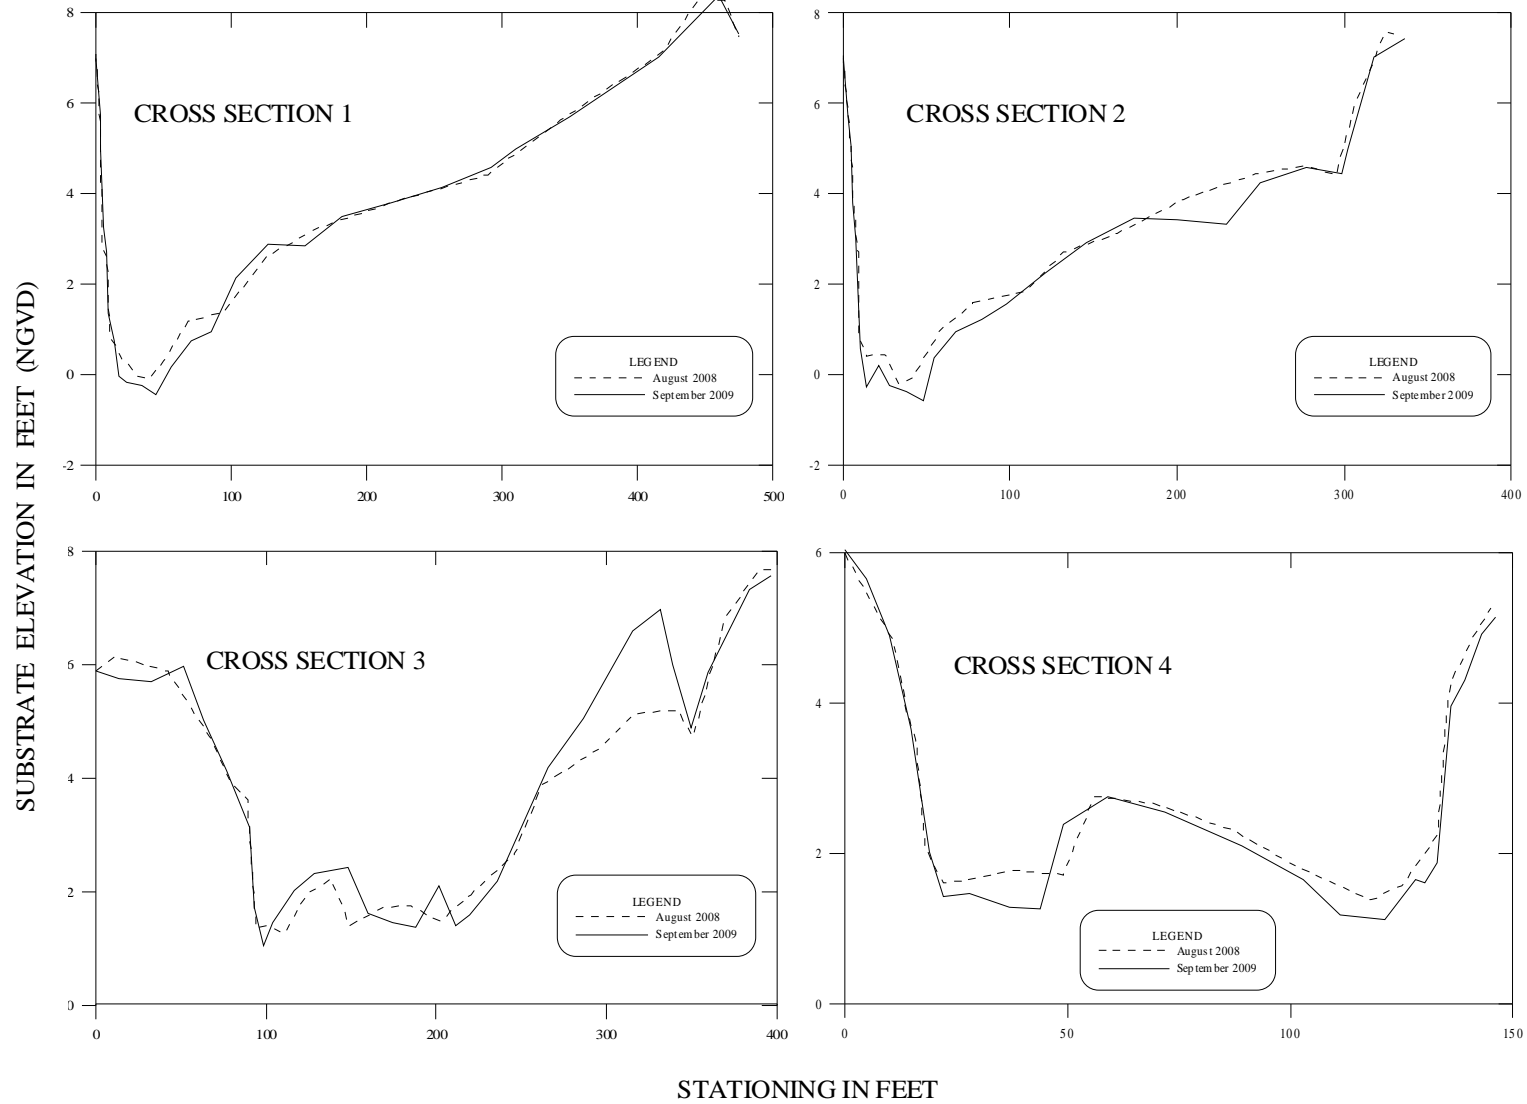 SUBSTRATE ELEVATION IN FEET (NGVD)
8
6
4
2
0
-2
0 100 200 300 400 500
CROSS SECTION 1
LEGEND
August 2008
September 2009
8
6
4
2
0
-2
0 100 200 300 400
CROSS SECTION 2
LEGEND
August 2008
September 2009
8
6
4
2
0
0 100 200 300 400
CROSS SECTION 3
LEGEND
August 2008
September 2009
6
4
2
0
0 50 100 150
CROSS SECTION 4
LEGEND
August 2008
September 2009
STATIONING IN FEET